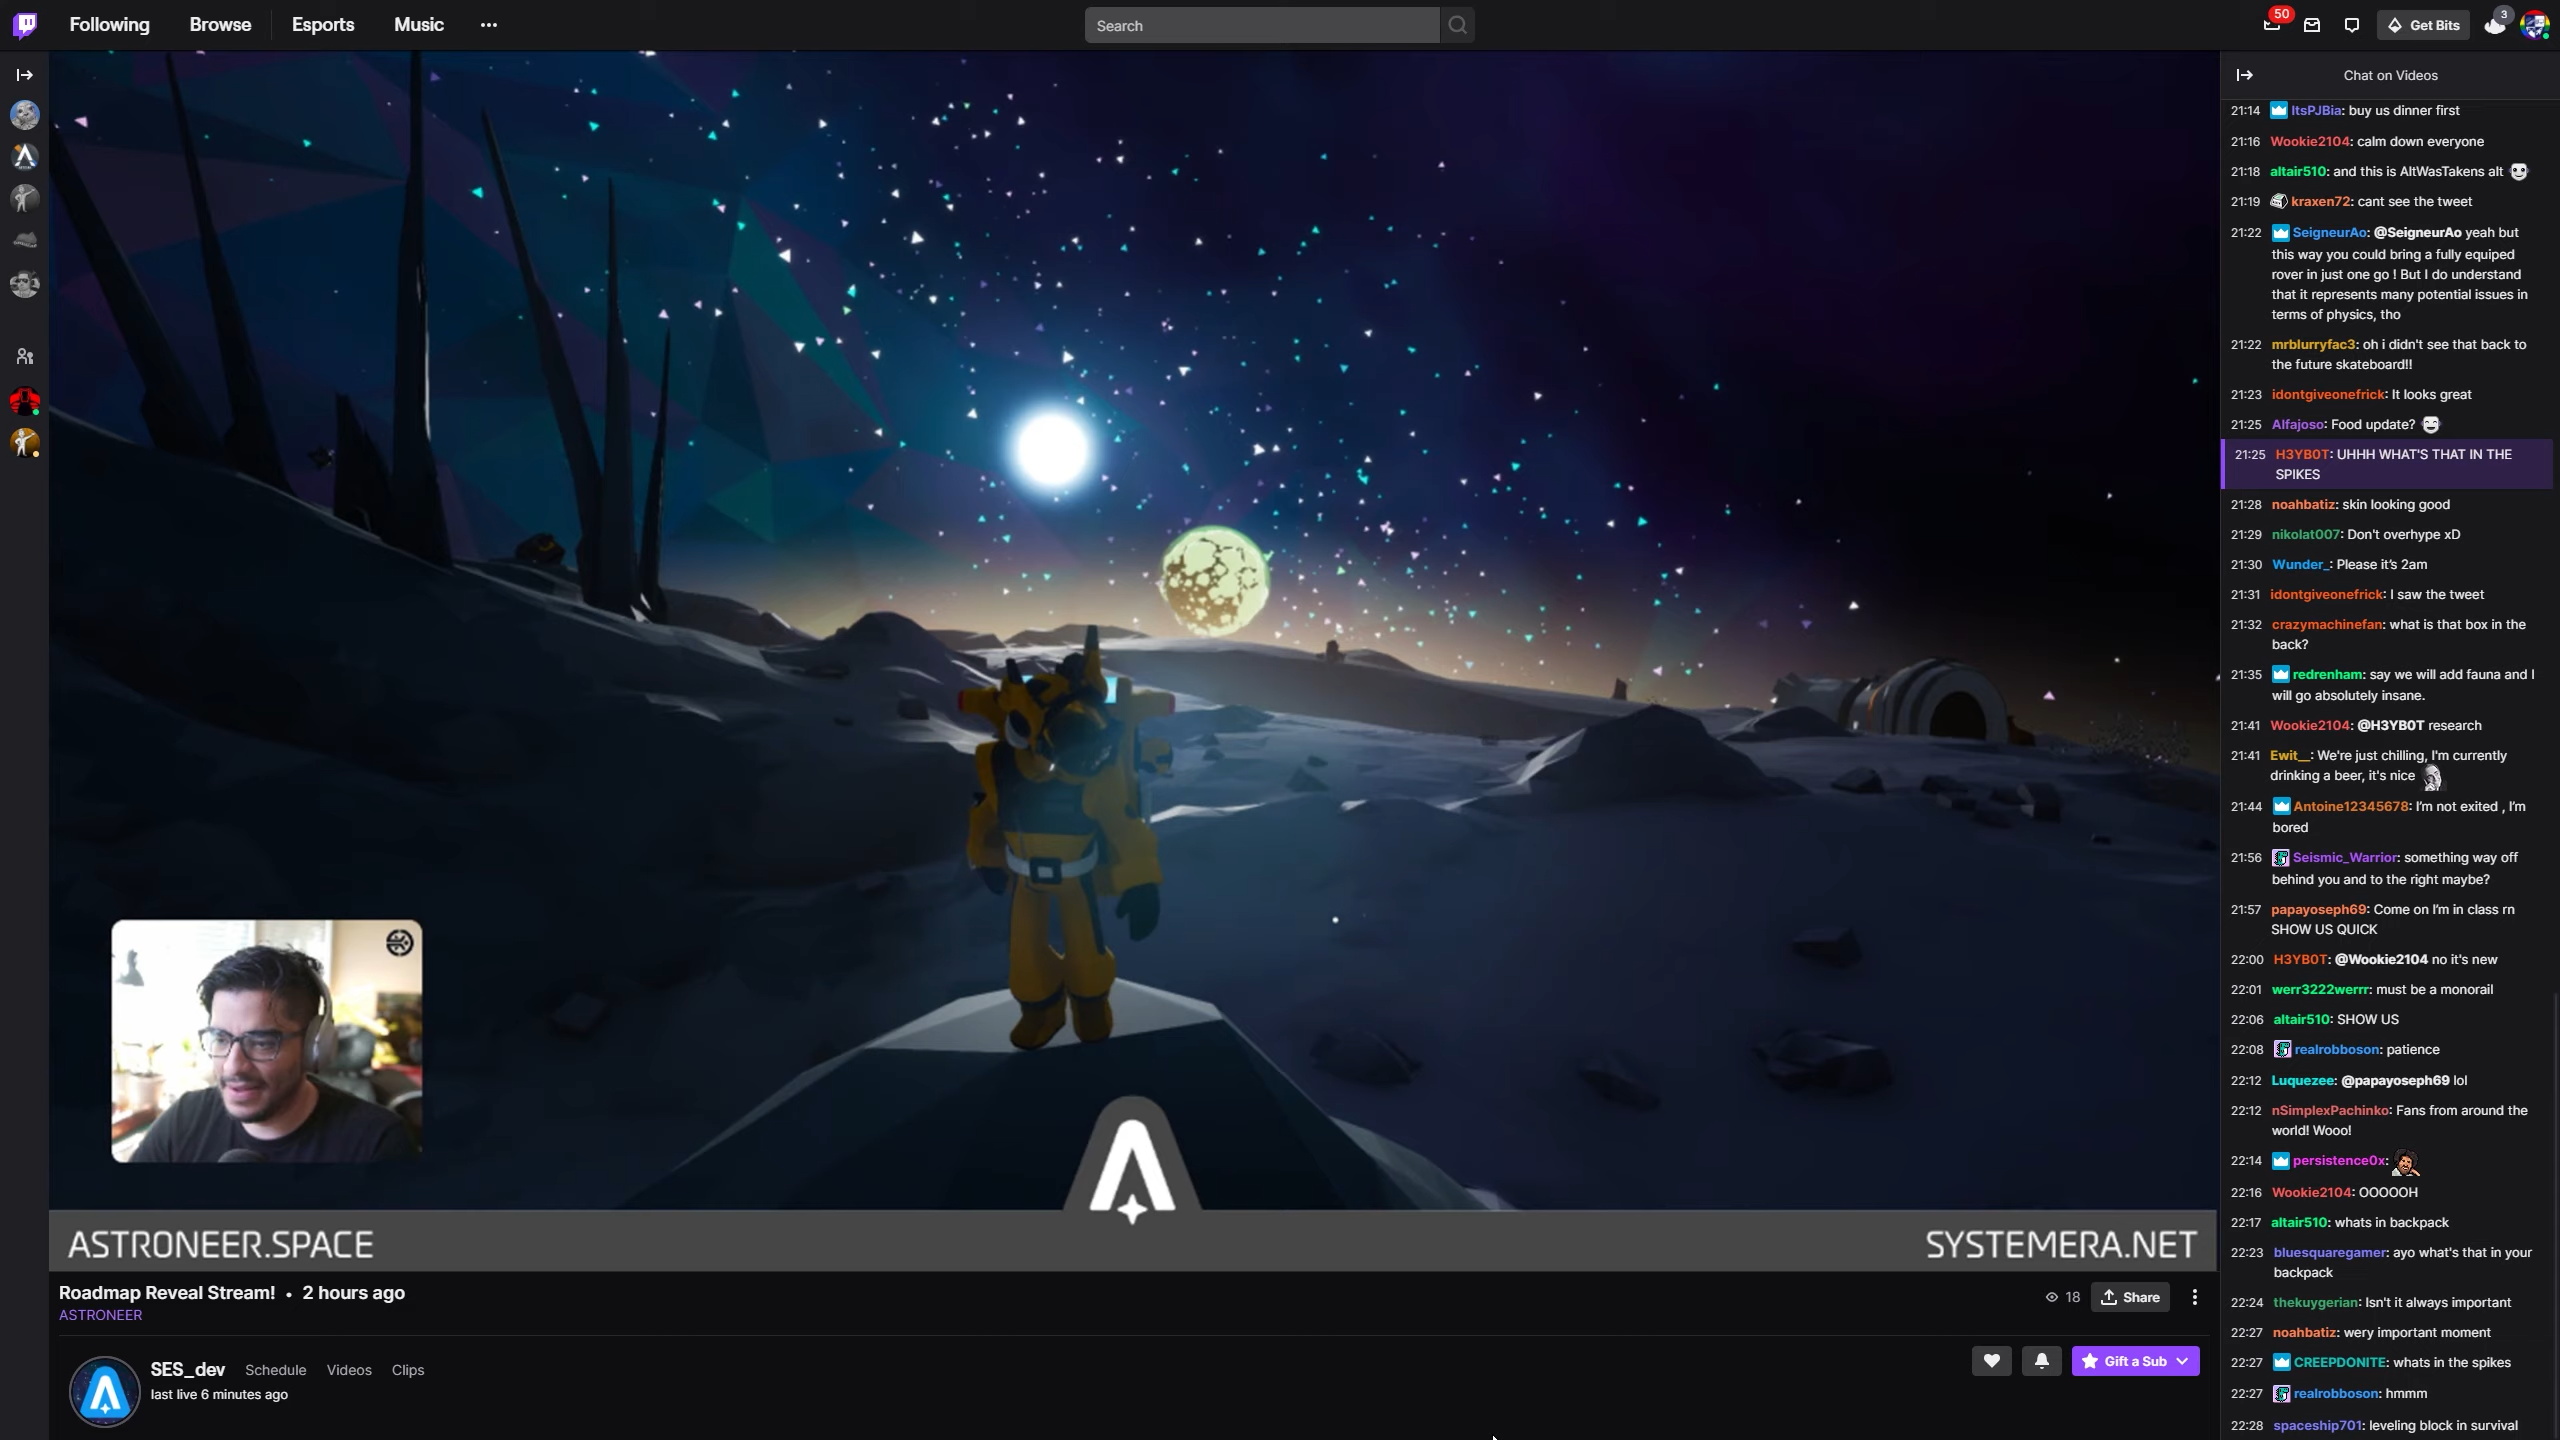 Following
Browse
Esports
Music
Search
50
Get Bits
3
Chat on Videos
21:14 ItsPJBia: buy us dinner first
21:16 Wookie2104: calm down everyone
21:18 altair510: and this is AltWasTakens alt
21:19 kraxen72: cant see the tweet
21:22 SeigneurAo: @SeigneurAo yeah but
this way you could bring a fully equiped
rover in just one go ! But I do understand
that it represents many potential issues in
terms of physics, tho
21:22 mrblurryfac3: oh i didn't see that back to
the future skateboard!!
21:23 idontgiveonefrick: It looks great
21:25 Alfajoso: Food update?
21:25 H3YB0T: UHHH WHAT'S THAT IN THE
SPIKES
21:28 noahbatiz: skin looking good
21:29 nikolat007: Don't overhype xD
21:30 Wunder_: Please it's 2am
21:31 idontgiveonefrick: I saw the tweet
21:32 crazymachinefan: what is that box in the
back?
21:35 redrenham: say we will add fauna and I
will go absolutely insane.
21:41 Wookie2104: @H3YB0T research
21:41 Ewit__: We're just chilling, I'm currently
drinking a beer, it's nice
21:44 Antoine12345678: I'm not exited , I'm
bored
21:56 Seismic_Warrior: something way off
behind you and to the right maybe?
21:57 papayoseph69: Come on I'm in class rn
SHOW US QUICK
22:00 H3YB0T: @Wookie2104 no it's new
22:01 werr3222werrr: must be a monorail
22:06 altair510: SHOW US
22:08 realrobboson: patience
22:12 Luquezee: @papayoseph69 lol
22:12 nSimplexPachinko: Fans from around the
world! Wooo!
22:14 persistence0x:
22:16 Wookie2104: OOOOOH
22:17 altair510: whats in backpack
22:23 bluesquaregamer: ayo what's that in your
backpack
22:24 thekuygerian: Isn't it always important
22:27 noahbatiz: wery important moment
22:27 CREEPDONITE: whats in the spikes
22:27 realrobboson: hmmm
22:28 spaceship701: leveling block in survival
ASTRONEER.SPACE
SYSTEMERA.NET
Roadmap Reveal Stream! • 2 hours ago
ASTRONEER
18
Share
SES_dev
Schedule
Videos
Clips
last live 6 minutes ago
Gift a Sub